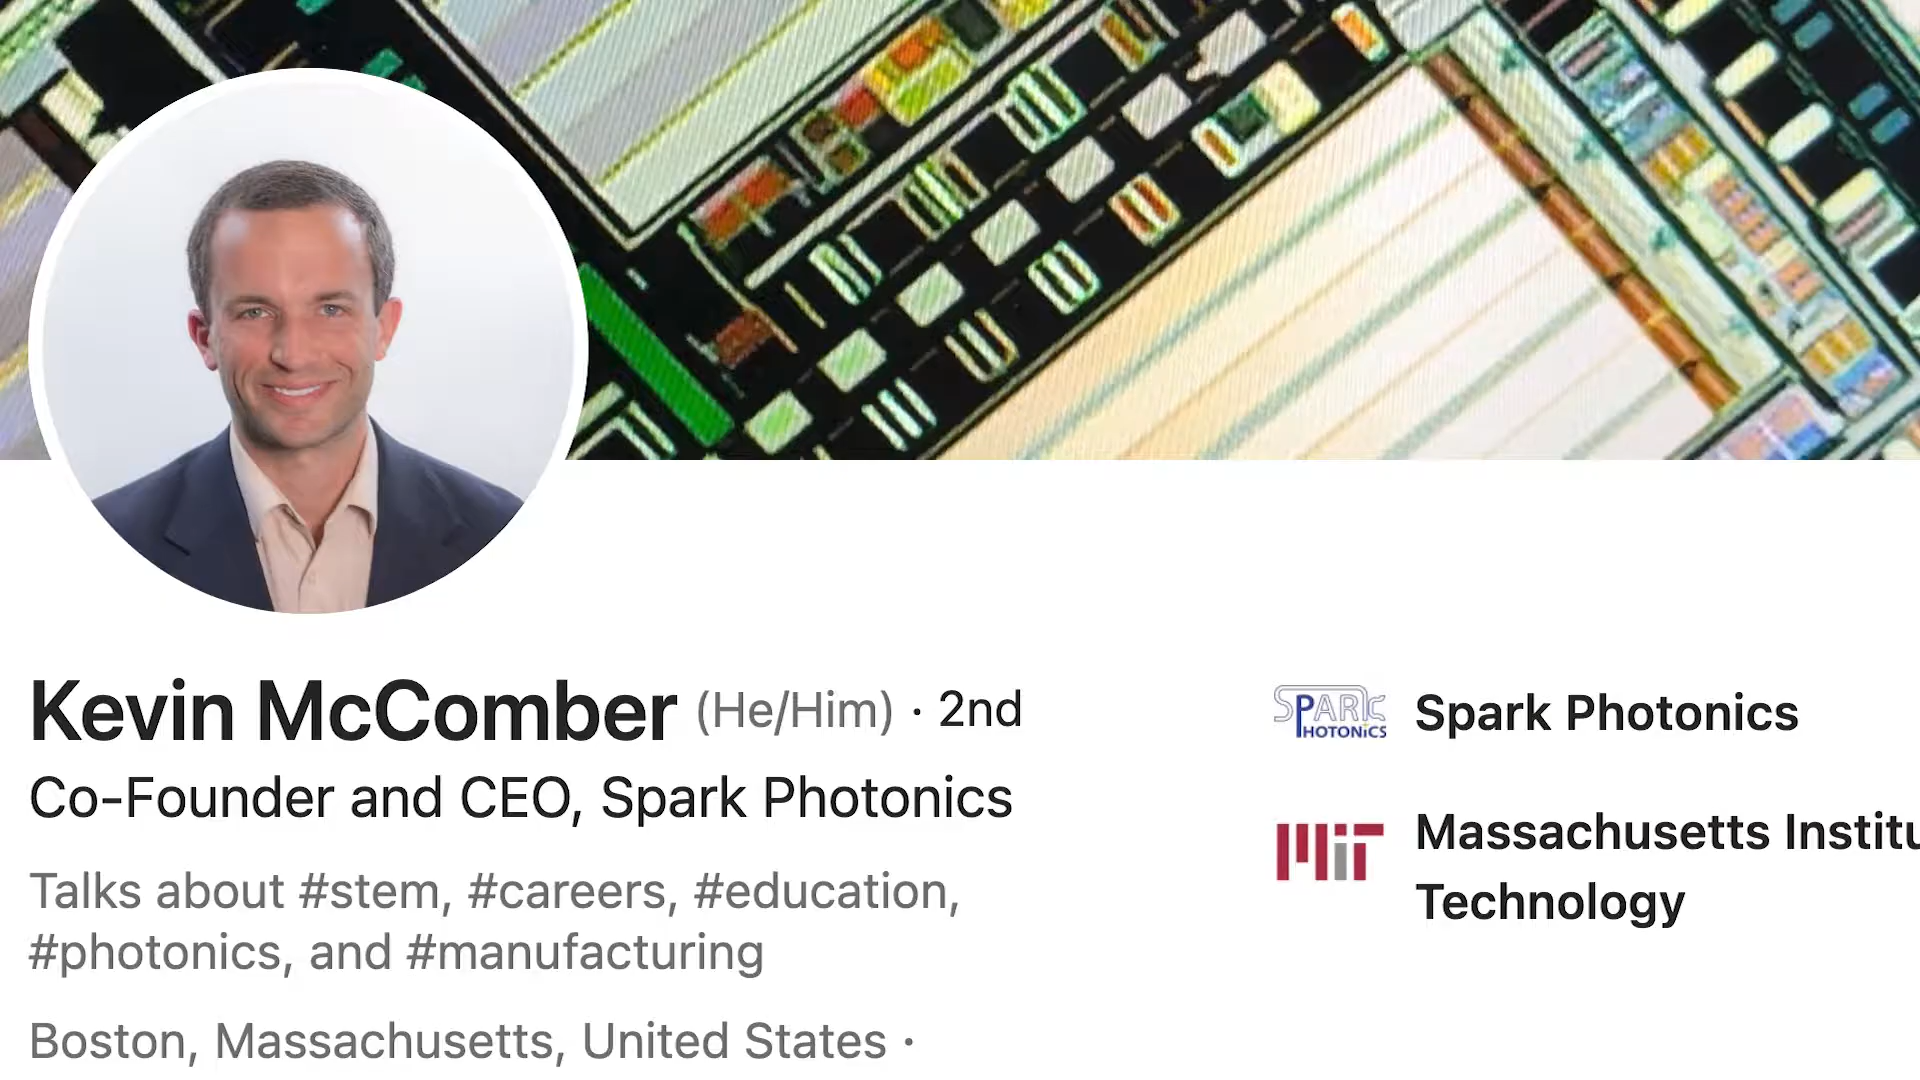 Kevin McComber (He/Him) · 2nd
Co-Founder and CEO, Spark Photonics
Talks about #stem, #careers, #education,
#photonics, and #manufacturing
Boston, Massachusetts, United States ·
SPARK
PHOTONiCS
Spark Photonics
MiT
Massachusetts Institu
Technology